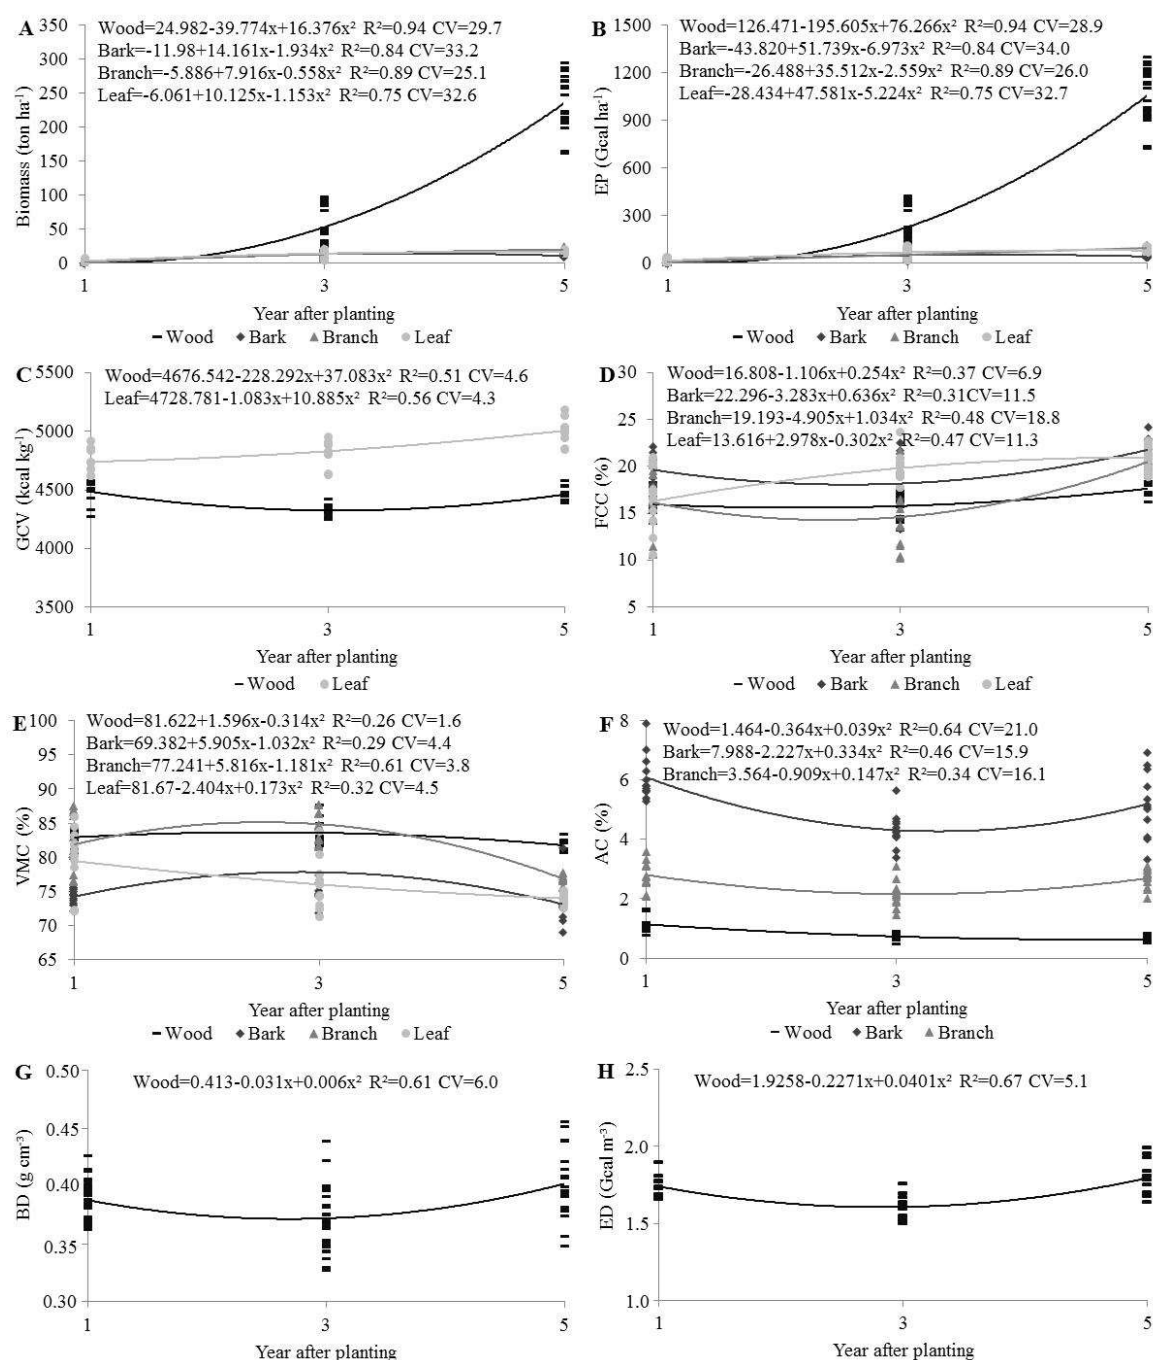 A
Wood=24.982-39.774x+16.376x² R²=0.94 CV=29.7
Bark=-11.98+14.161x-1.934x² R²=0.84 CV=33.2
Branch=-5.886+7.916x-0.558x² R²=0.89 CV=25.1
Leaf=-6.061+10.125x-1.153x² R²=0.75 CV=32.6
Biomass (ton ha⁻¹)
350
300
250
200
150
100
50
0
1 3 5
Year after planting
Wood Bark Branch Leaf
B
Wood=126.471-195.605x+76.266x² R²=0.94 CV=28.9
Bark=-43.820+51.739x-6.973x² R²=0.84 CV=34.0
Branch=-26.488+35.512x-2.559x² R²=0.89 CV=26.0
Leaf=-28.434+47.581x-5.224x² R²=0.75 CV=32.7
EP (Gcal ha⁻¹)
1500
1200
900
600
300
0
1 3 5
Year after planting
Wood Bark Branch Leaf
C
Wood=4676.542-228.292x+37.083x² R²=0.51 CV=4.6
Leaf=4728.781-1.083x+10.885x² R²=0.56 CV=4.3
GCV (kcal kg⁻¹)
5500
5000
4500
4000
3500
1 3 5
Year after planting
Wood Leaf
D
Wood=16.808-1.106x+0.254x² R²=0.37 CV=6.9
Bark=22.296-3.283x+0.636x² R²=0.31CV=11.5
Branch=19.193-4.905x+1.034x² R²=0.48 CV=18.8
Leaf=13.616+2.978x-0.302x² R²=0.47 CV=11.3
FCC (%)
30
25
20
15
10
5
1 3 5
Year after planting
Wood Bark Branch Leaf
E
Wood=81.622+1.596x-0.314x² R²=0.26 CV=1.6
Bark=69.382+5.905x-1.032x² R²=0.29 CV=4.4
Branch=77.241+5.816x-1.181x² R²=0.61 CV=3.8
Leaf=81.67-2.404x+0.173x² R²=0.32 CV=4.5
VMC (%)
100
95
90
85
80
75
70
65
1 3 5
Year after planting
Wood Bark Branch Leaf
F
Wood=1.464-0.364x+0.039x² R²=0.64 CV=21.0
Bark=7.988-2.227x+0.334x² R²=0.46 CV=15.9
Branch=3.564-0.909x+0.147x² R²=0.34 CV=16.1
AC (%)
8
6
4
2
0
1 3 5
Year after planting
Wood Bark Branch
G
Wood=0.413-0.031x+0.006x² R²=0.61 CV=6.0
BD (g cm⁻³)
0.50
0.45
0.40
0.35
0.30
1 3 5
Year after planting
H
Wood=1.9258-0.2271x+0.0401x² R²=0.67 CV=5.1
ED (Gcal m⁻³)
2.5
2.0
1.5
1.0
1 3 5
Year after planting